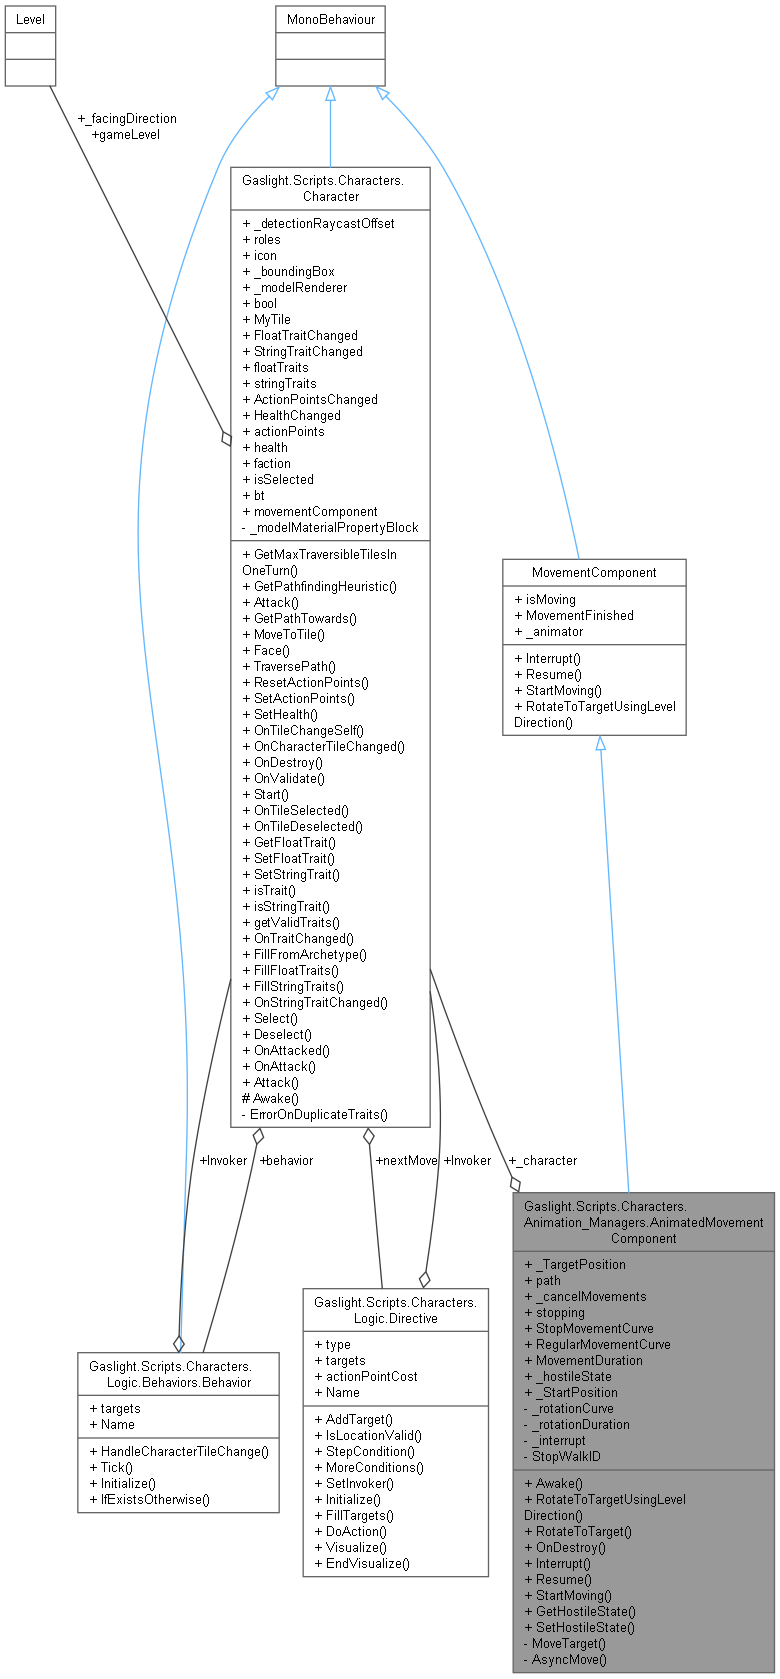 Level
MonoBehaviour
+_facingDirection
+gameLevel
Gaslight.Scripts.Characters.
Character
+ _detectionRaycastOffset
+ roles
+ icon
+ _boundingBox
+ _modelRenderer
+ bool
+ MyTile
+ FloatTraitChanged
+ StringTraitChanged
+ floatTraits
+ stringTraits
+ ActionPointsChanged
+ HealthChanged
+ actionPoints
+ health
+ faction
+ isSelected
+ bt
+ movementComponent
- _modelMaterialPropertyBlock
+ GetMaxTraversibleTilesIn
OneTurn()
+ GetPathfindingHeuristic()
+ Attack()
+ GetPathTowards()
+ MoveToTile()
+ Face()
+ TraversePath()
+ ResetActionPoints()
+ SetActionPoints()
+ SetHealth()
+ OnTileChangeSelf()
+ OnCharacterTileChanged()
+ OnDestroy()
+ OnValidate()
+ Start()
+ OnTileSelected()
+ OnTileDeselected()
+ GetFloatTrait()
+ SetFloatTrait()
+ SetStringTrait()
+ isTrait()
+ isStringTrait()
+ getValidTraits()
+ OnTraitChanged()
+ FillFromArchetype()
+ FillFloatTraits()
+ FillStringTraits()
+ OnStringTraitChanged()
+ Select()
+ Deselect()
+ OnAttacked()
+ OnAttack()
+ Attack()
# Awake()
- ErrorOnDuplicateTraits()
MovementComponent
+ isMoving
+ MovementFinished
+ _animator
+ Interrupt()
+ Resume()
+ StartMoving()
+ RotateToTargetUsingLevel
Direction()
+Invoker
+behavior
+nextMove
+Invoker
+_character
Gaslight.Scripts.Characters.
Logic.Behaviors.Behavior
+ targets
+ Name
+ HandleCharacterTileChange()
+ Tick()
+ Initialize()
+ IfExistsOtherwise()
Gaslight.Scripts.Characters.
Logic.Directive
+ type
+ targets
+ actionPointCost
+ Name
+ AddTarget()
+ IsLocationValid()
+ StepCondition()
+ MoreConditions()
+ SetInvoker()
+ Initialize()
+ FillTargets()
+ DoAction()
+ Visualize()
+ EndVisualize()
Gaslight.Scripts.Characters.
Animation_Managers.AnimatedMovement
Component
+ _TargetPosition
+ path
+ _cancelMovements
+ stopping
+ StopMovementCurve
+ RegularMovementCurve
+ MovementDuration
+ _hostileState
+ _StartPosition
- _rotationCurve
- _rotationDuration
- _interrupt
- StopWalkID
+ Awake()
+ RotateToTargetUsingLevel
Direction()
+ RotateToTarget()
+ OnDestroy()
+ Interrupt()
+ Resume()
+ StartMoving()
+ GetHostileState()
+ SetHostileState()
- MoveTarget()
- AsyncMove()